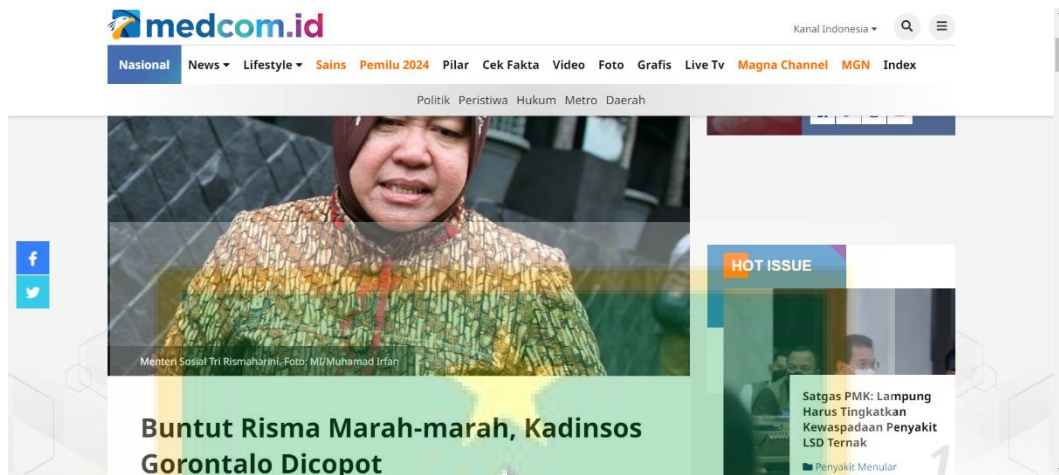 medcom.id
Kanal Indonesia
Nasional News Lifestyle Sains Pemilu 2024 Pilar Cek Fakta Video Foto Grafis Live Tv Magna Channel MGN Index
Politik Peristiwa Hukum Metro Daerah
HOT ISSUE
Menteri Sosial Tri Rismaharini. Foto: MI/Muhamad Irfan
Buntut Risma Marah-marah, Kadinsos
Gorontalo Dicopot
Satgas PMK: Lampung
Harus Tingkatkan
Kewaspadaan Penyakit
LSD Ternak
1
Penyakit Menular